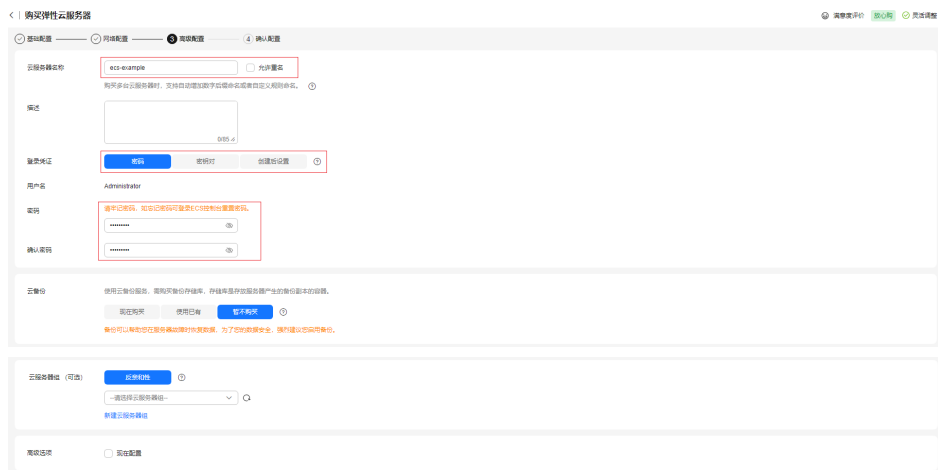 购买弹性云服务器
满意度评价 放心购 灵活调整
基础配置 网络配置 3 高级配置 4 确认配置
云服务器名称 ecs-example 允许重名
购买多台云服务器时，支持自动增加数字后缀命名或者自定义规则命名。
描述
0/85
登录凭证 密码 密钥对 创建后设置
用户名 Administrator
密码 请牢记密码，如忘记密码可登录ECS控制台重置密码。
确认密码
云备份 使用云备份服务，需购买备份存储库，存储库是存放服务器产生的备份副本的容器。
现在购买 使用已有 暂不购买
备份可以帮助您在服务器故障时恢复数据，为了您的数据安全，强烈建议您启用备份。
云服务器组 （可选） 反亲和性
--请选择云服务器组--
新建云服务器组
高级选项 现在配置